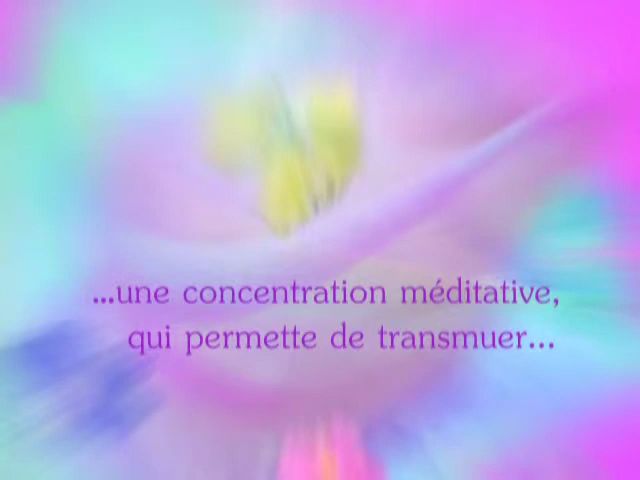 ...une concentration méditative,
qui permette de transmuer...